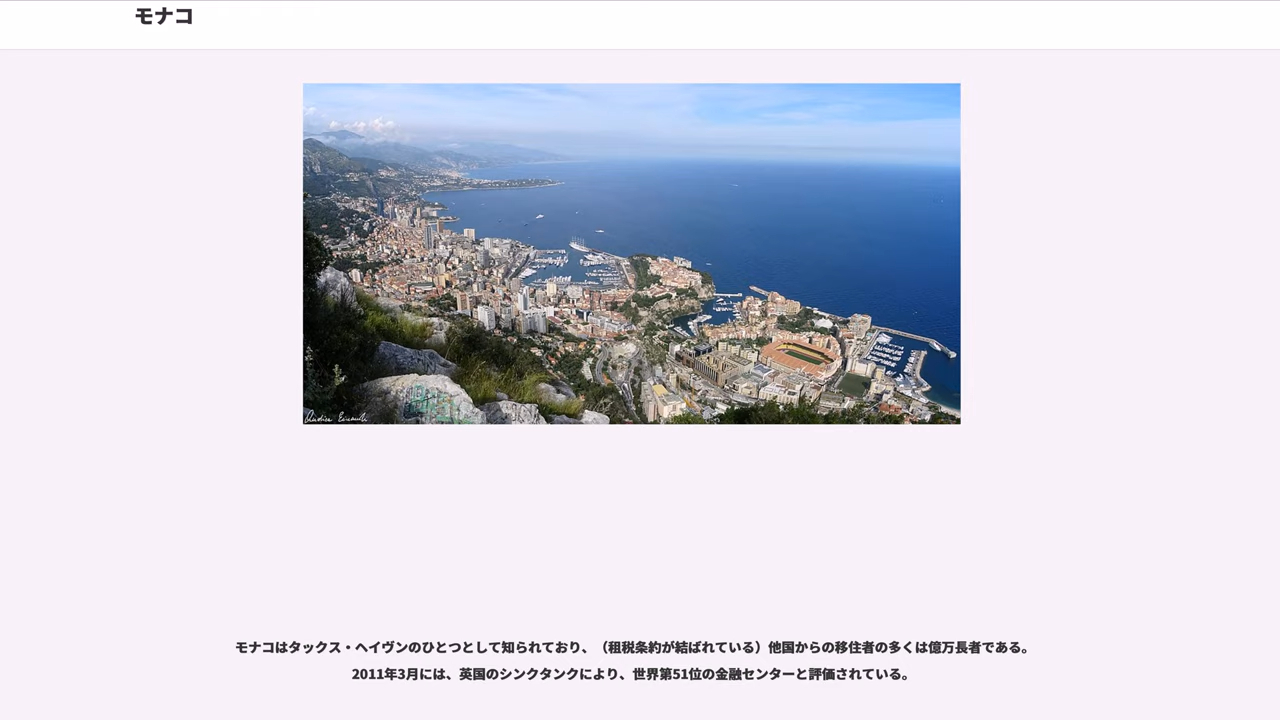 モナコ
モナコはタックス・ヘイヴンのひとつとして知られており、（租税条約が結ばれている）他国からの移住者の多くは億万長者である。
2011年3月には、英国のシンクタンクにより、世界第51位の金融センターと評価されている。